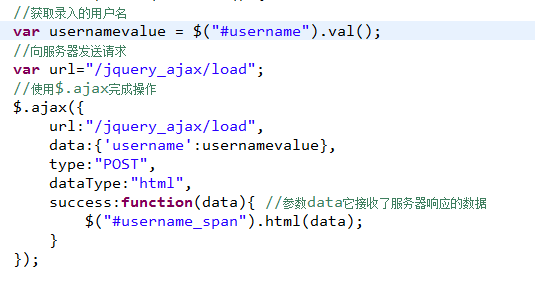 //获取录入的用户名
var usernamevalue = $("#username").val();
//向服务器发送请求
var url="/jquery_ajax/load";
//使用$.ajax完成操作
$.ajax({
    url:"/jquery_ajax/load",
    data:{'username':usernamevalue},
    type:"POST",
    dataType:"html",
    success:function(data){ //参数data它接收了服务器响应的数据
        $("#username_span").html(data);
    }
});